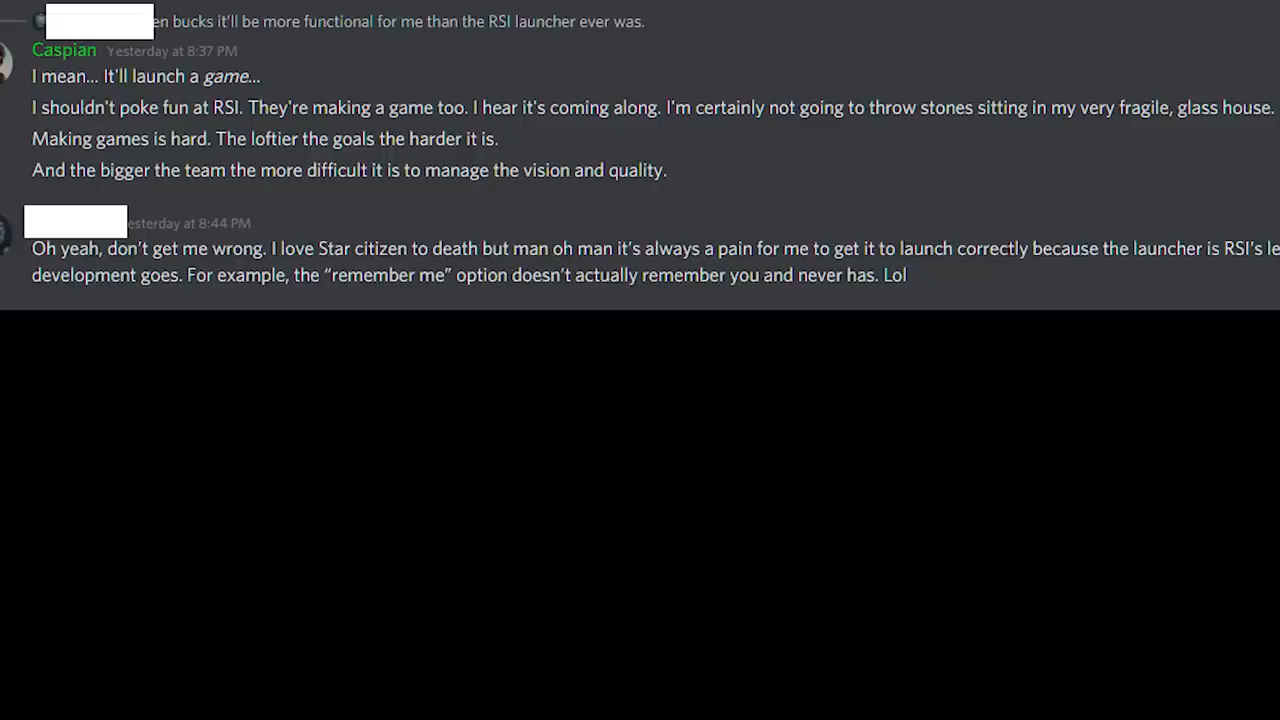 en bucks it'll be more functional for me than the RSI launcher ever was.
Caspian Yesterday at 8:37 PM
I mean... It'll launch a game...
I shouldn't poke fun at RSI. They're making a game too. I hear it's coming along. I'm certainly not going to throw stones sitting in my very fragile, glass house.
Making games is hard. The loftier the goals the harder it is.
And the bigger the team the more difficult it is to manage the vision and quality.
esterday at 8:44 PM
Oh yeah, don’t get me wrong. I love Star citizen to death but man oh man it’s always a pain for me to get it to launch correctly because the launcher is RSI’s le
development goes. For example, the “remember me” option doesn’t actually remember you and never has. Lol